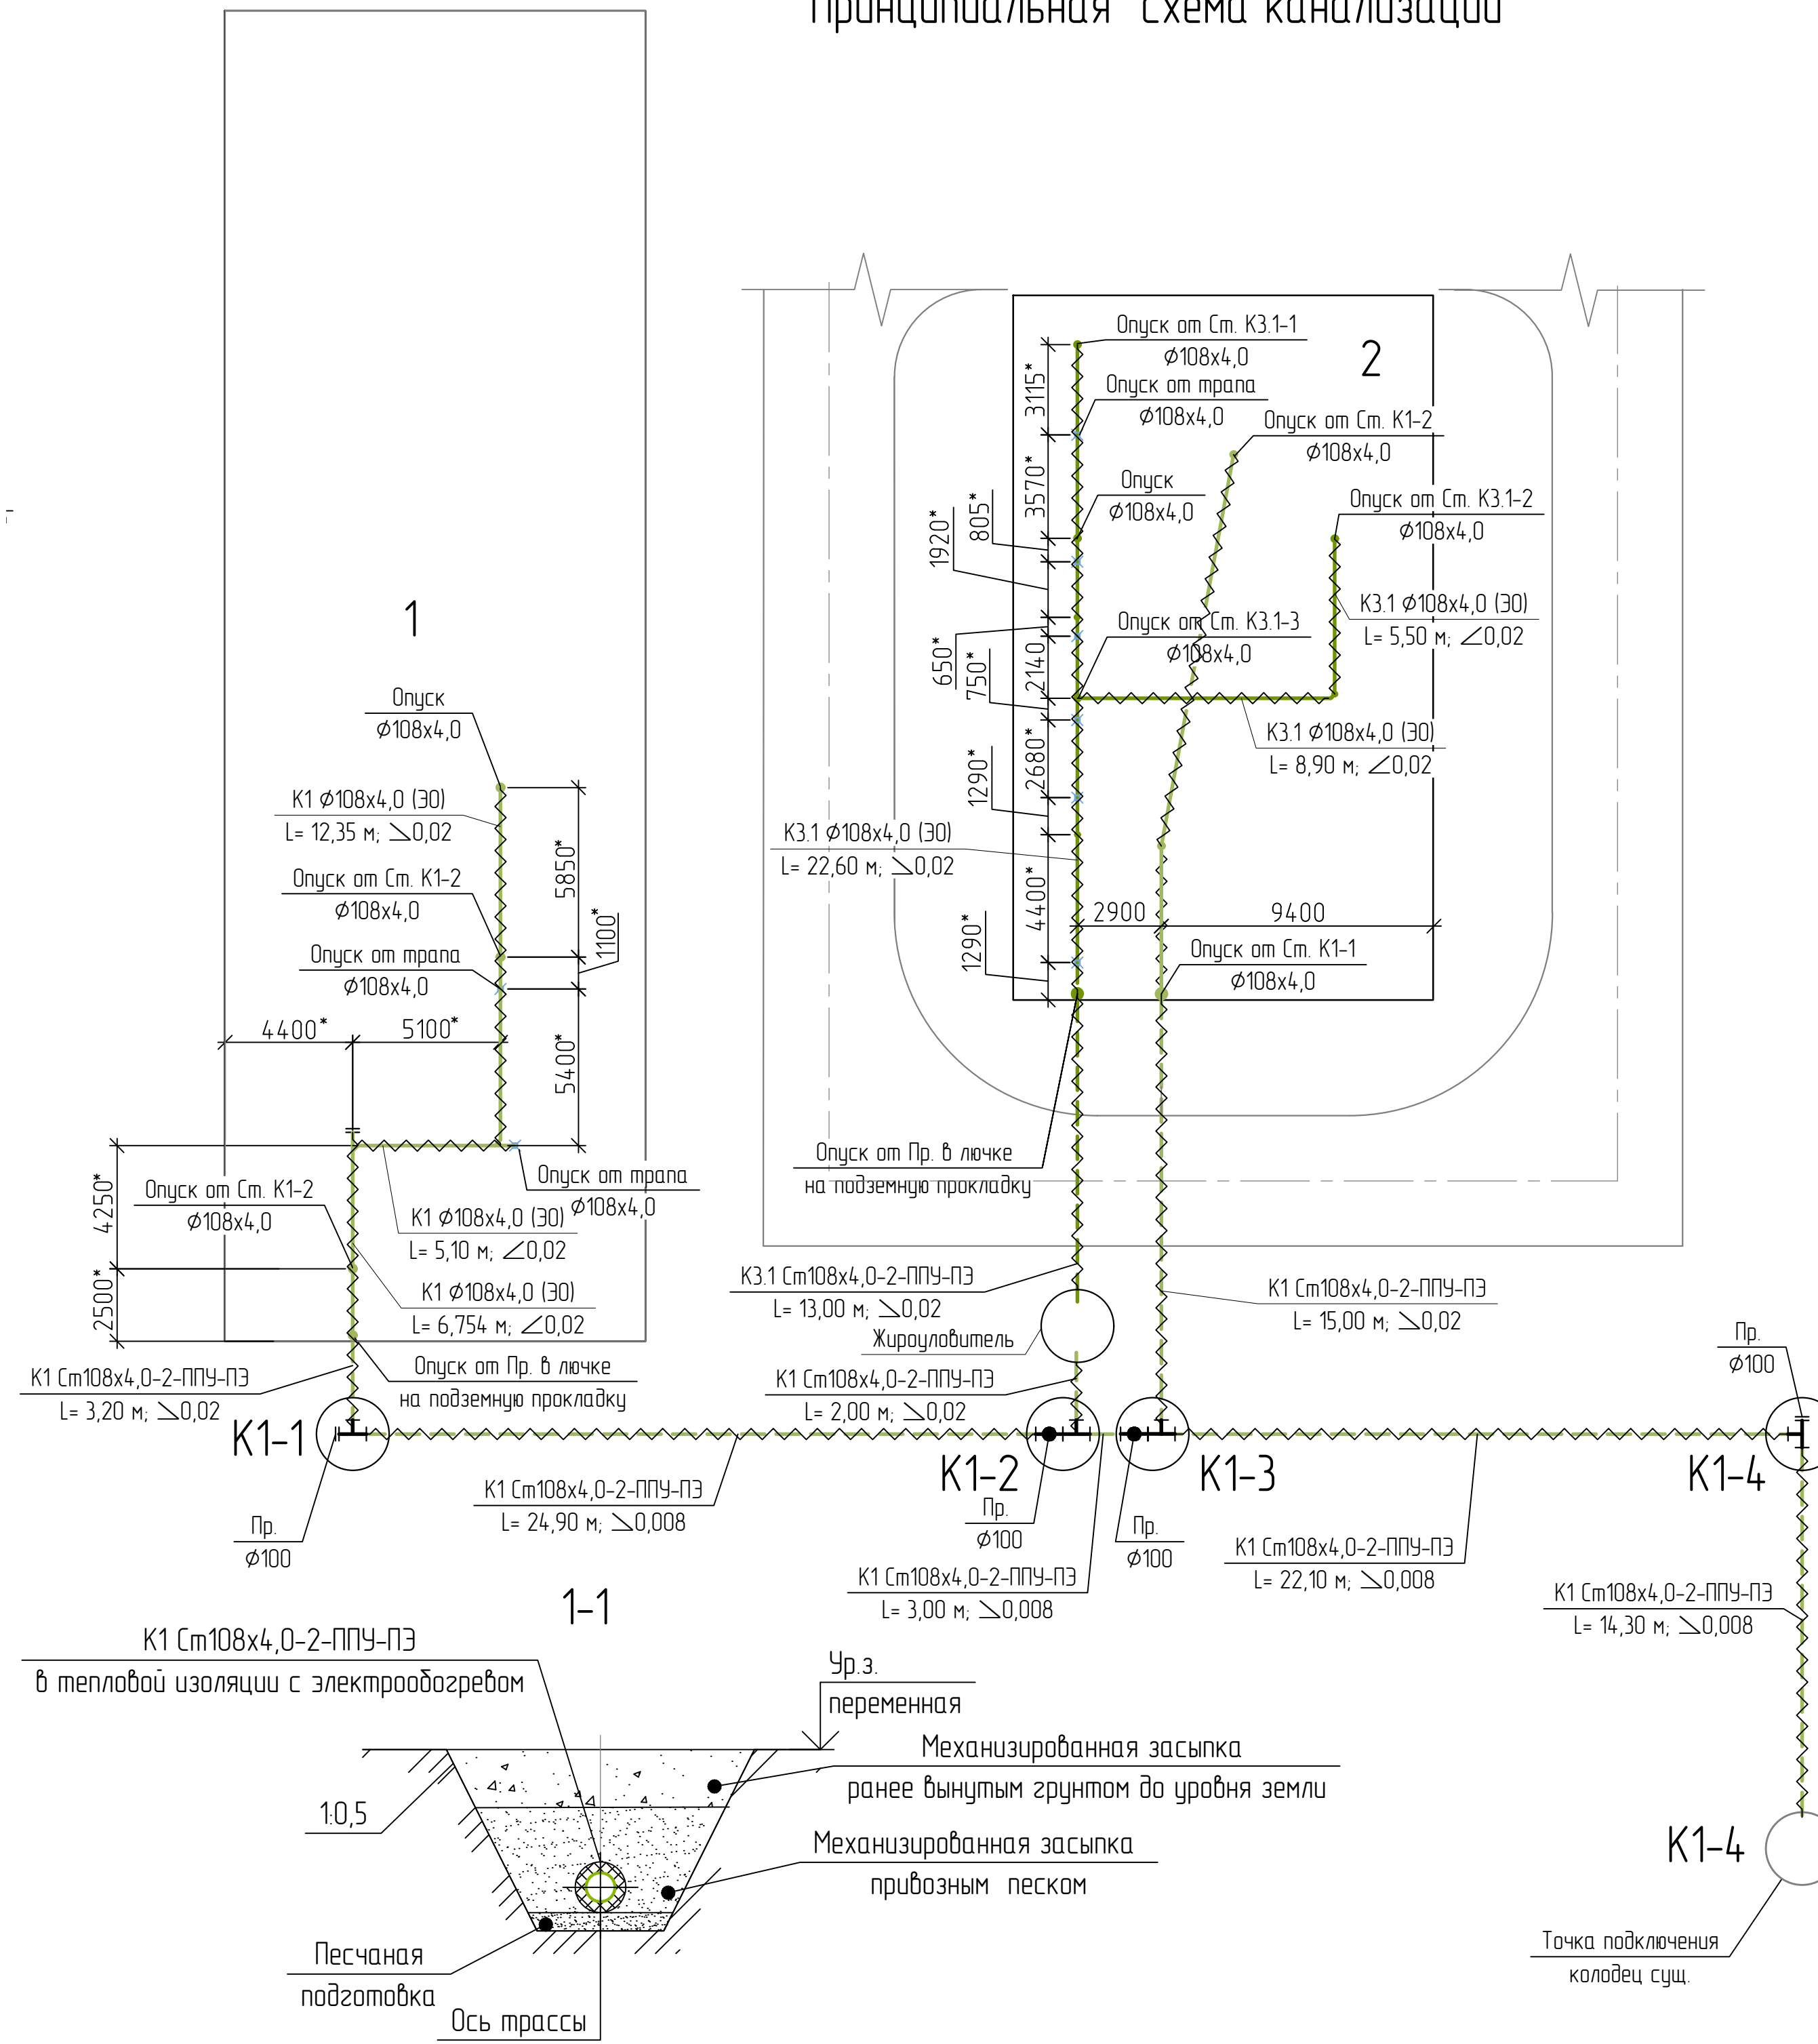 Принципиальная схема канализации
1
Опуск
Ø108х4,0
К1 Ø108х4,0 (ЭО)
L= 12,35 м; ⦣0,02
Опуск от Ст. К1-2
Ø108х4,0
Опуск от трапа
Ø108х4,0
5850*
1100*
5400*
4400*
5100*
4250*
2500*
Опуск от Ст. К1-2
Ø108х4,0
Опуск от трапа
Ø108х4,0
К1 Ø108х4,0 (ЭО)
L= 5,10 м; ∠0,02
К1 Ø108х4,0 (ЭО)
L= 6,754 м; ∠0,02
Опуск от Пр. в лючке
на подземную прокладку
К1 Ст108х4,0-2-ППУ-ПЭ
L= 3,20 м; ⦣0,02
2
Опуск от Ст. К3.1-1
Ø108х4,0
Опуск от трапа
Ø108х4,0
Опуск от Ст. К1-2
Ø108х4,0
Опуск
Ø108х4,0
Опуск от Ст. К3.1-2
Ø108х4,0
3115*
3570*
805*
1920*
650*
2140
750*
2680*
1290*
4400*
1290*
К3.1 Ø108х4,0 (ЭО)
L= 5,50 м; ∠0,02
Опуск от Ст. К3.1-3
Ø108х4,0
К3.1 Ø108х4,0 (ЭО)
L= 8,90 м; ∠0,02
К3.1 Ø108х4,0 (ЭО)
L= 22,60 м; ⦣0,02
2900
9400
Опуск от Ст. К1-1
Ø108х4,0
Опуск от Пр. в лючке
на подземную прокладку
К3.1 Ст108х4,0-2-ППУ-ПЭ
L= 13,00 м; ⦣0,02
Жироуловитель
К1 Ст108х4,0-2-ППУ-ПЭ
L= 2,00 м; ⦣0,02
К1 Ст108х4,0-2-ППУ-ПЭ
L= 15,00 м; ⦣0,02
Пр.
Ø100
К1-1
К1-2
К1-3
К1-4
Пр.
Ø100
К1 Ст108х4,0-2-ППУ-ПЭ
L= 24,90 м; ⦣0,008
Пр.
Ø100
Пр.
Ø100
К1 Ст108х4,0-2-ППУ-ПЭ
L= 3,00 м; ⦣0,008
К1 Ст108х4,0-2-ППУ-ПЭ
L= 22,10 м; ⦣0,008
К1 Ст108х4,0-2-ППУ-ПЭ
L= 14,30 м; ⦣0,008
К1-4
Точка подключения
колодец сущ.
1-1
К1 Ст108х4,0-2-ППУ-ПЭ
в тепловой изоляции с электрообогревом
Ур.з.
переменная
Механизированная засыпка
ранее вынутым грунтом до уровня земли
1:0,5
Механизированная засыпка
привозным песком
Песчаная
подготовка
Ось трассы